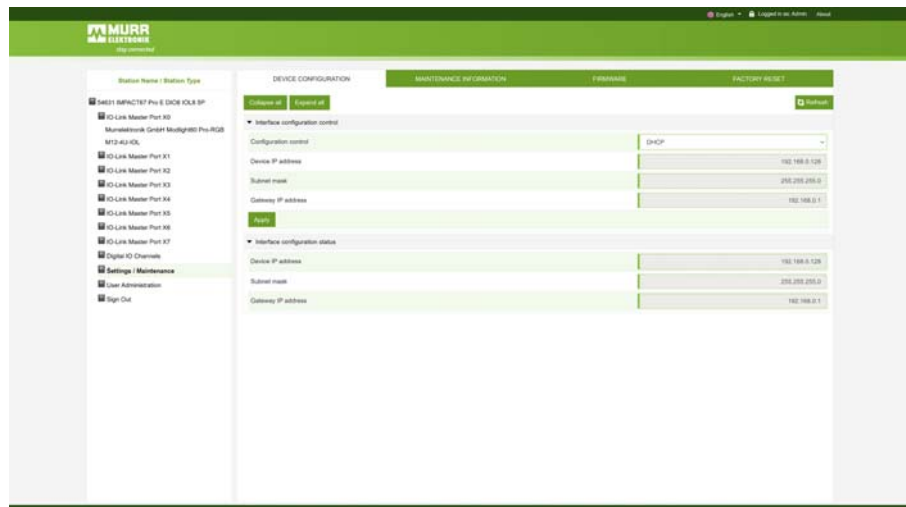 English
Logged in as: Admin
About
MURR
ELEKTRONIK
stay connected
Station Name / Station Type
DEVICE CONFIGURATION
MAINTENANCE INFORMATION
FIRMWARE
FACTORY RESET
54631 IMPACT67 Pro E DIO8 IOL8 5P
IO-Link Master Port X0
Murrelektronik GmbH Modlight60 Pro-RGB
M12-4U-IOL
IO-Link Master Port X1
IO-Link Master Port X2
IO-Link Master Port X3
IO-Link Master Port X4
IO-Link Master Port X5
IO-Link Master Port X6
IO-Link Master Port X7
Digital IO Channels
Settings / Maintenance
User Administration
Sign Out
Collapse all
Expand all
Refresh
Interface configuration control
Configuration control
DHCP
Device IP address
192.168.0.128
Subnet mask
255.255.255.0
Gateway IP address
192.168.0.1
Apply
Interface configuration status
Device IP address
192.168.0.128
Subnet mask
255.255.255.0
Gateway IP address
192.168.0.1